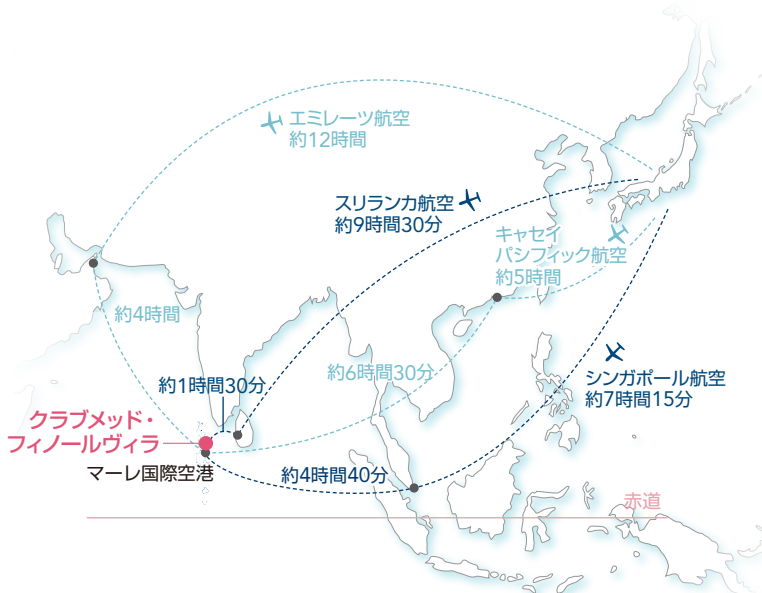 エミレーツ航空
約12時間
スリランカ航空
約9時間30分
キャセイ
パシフィック航空
約5時間
約4時間
約6時間30分
約1時間30分
シンガポール航空
約7時間15分
クラブメッド・
フィノールヴィラ
マーレ国際空港
約4時間40分
赤道